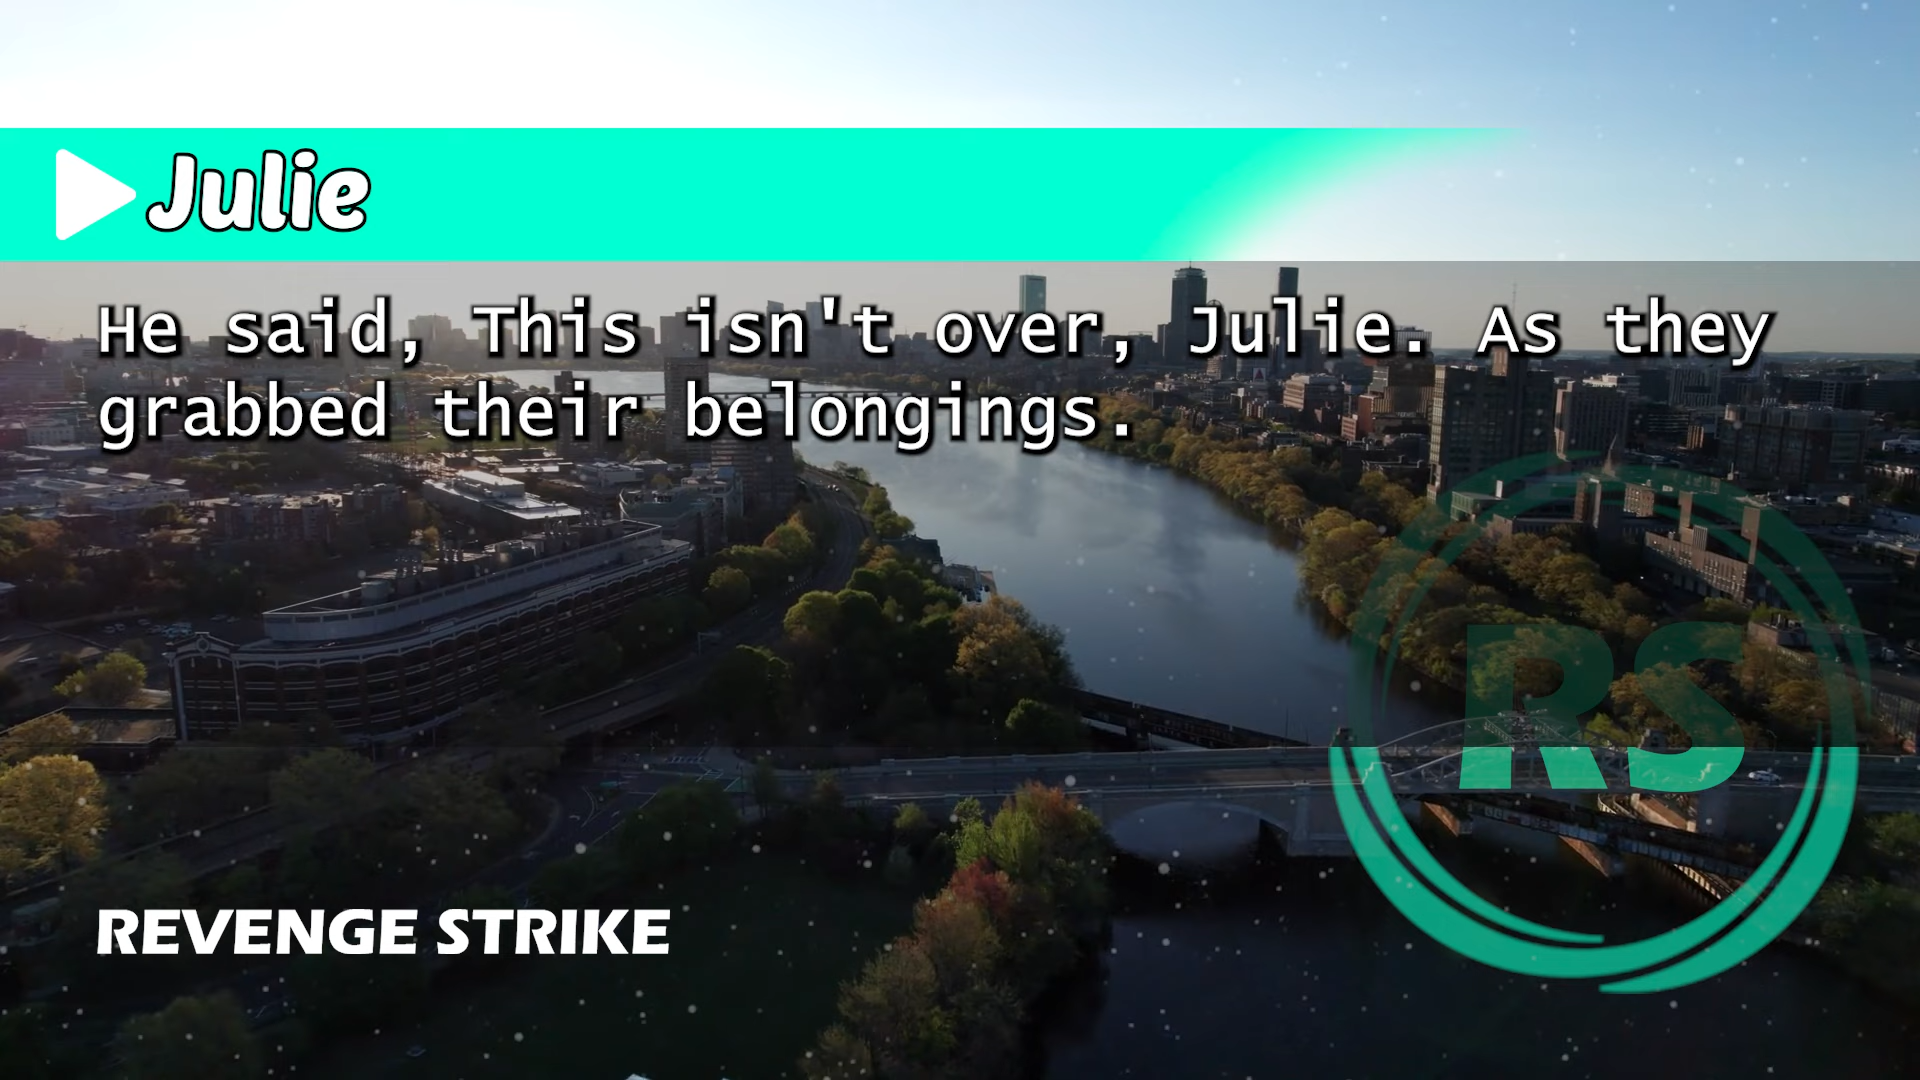 Julie
He said, This isn't over, Julie. As they
grabbed their belongings.
RS
REVENGE STRIKE